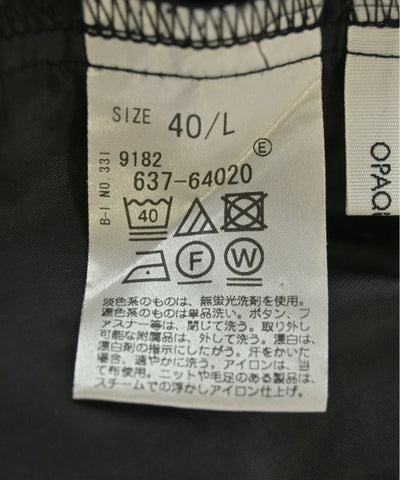 SIZE 40/L
E
B-I NO.331
9182
637-64020
40
F
W
淡色系のものは、無蛍光洗剤を使用。
濃色系のものは単品洗い。ボタン、フ
ァスナー等は、閉じて洗う。取り外し
可能な附属品は、外して洗う。漂白は、
漂白剤の指示にしたがう。汗をかいた
場合、速やかに洗う。アイロンは、当
て布使用。ニットや毛足のある製品は、
スチームでの浮かしアイロン仕上げ。
OPAQU